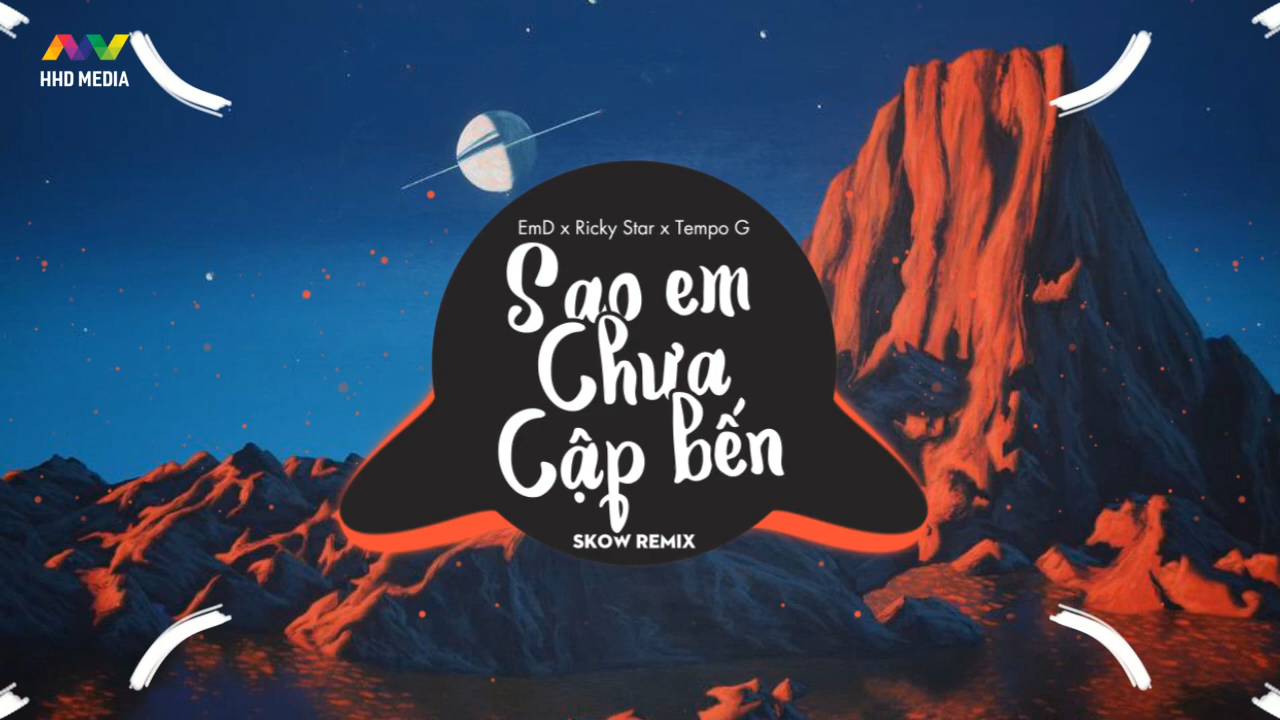 HHD MEDIA
EmD x Ricky Star x Tempo G
Sao em
Chưa
Cập bến
SKOW REMIX